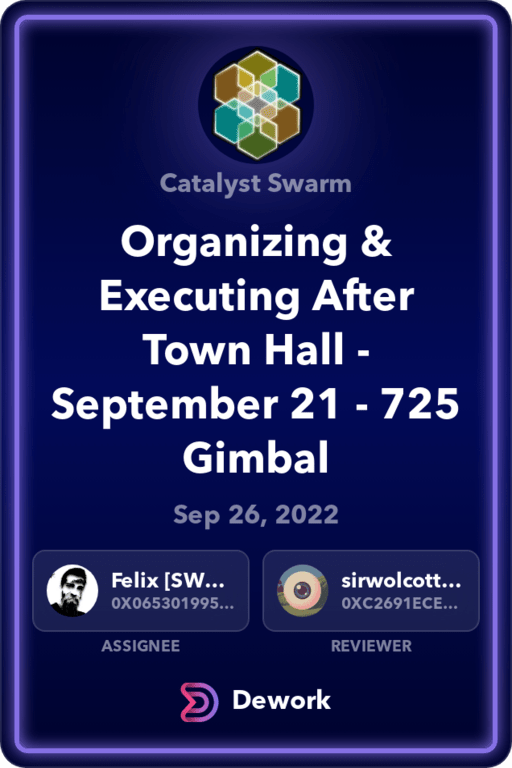 Catalyst Swarm
Organizing &
Executing After
Town Hall -
September 21 - 725
Gimbal
Sep 26, 2022
Felix [SW...
0X065301995...
ASSIGNEE
sirwolcott...
0XC2691ECE...
REVIEWER
Dework